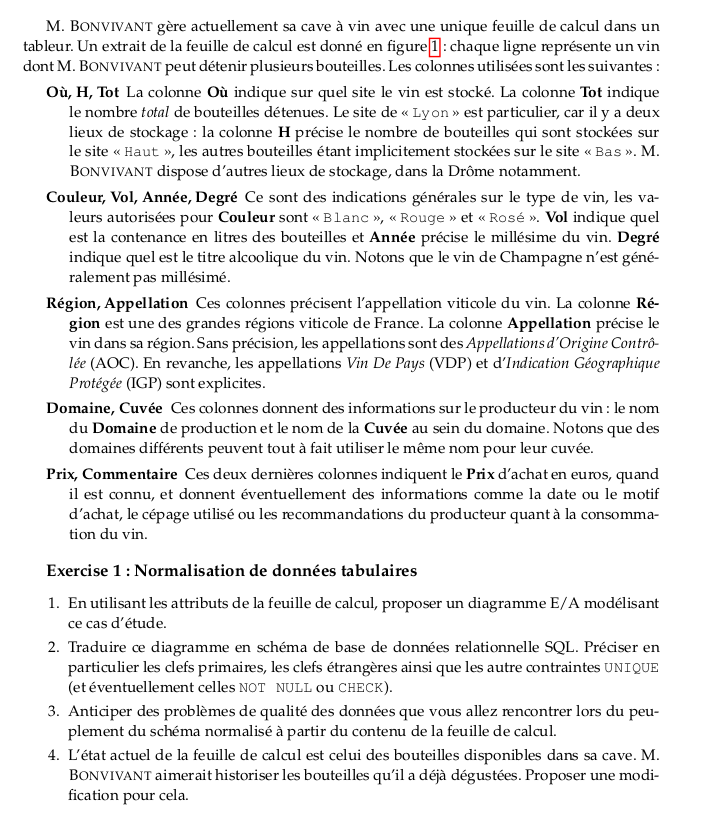 M. BONVIVANT gère actuellement sa cave à vin avec une unique feuille de calcul dans un
tableur. Un extrait de la feuille de calcul est donné en figure 1 : chaque ligne représente un vin
dont M. BONVIVANT peut détenir plusieurs bouteilles. Les colonnes utilisées sont les suivantes :
Où, H, Tot La colonne Où indique sur quel site le vin est stocké. La colonne Tot indique
le nombre total de bouteilles détenues. Le site de « Lyon » est particulier, car il y a deux
lieux de stockage : la colonne H précise le nombre de bouteilles qui sont stockées sur
le site « Haut », les autres bouteilles étant implicitement stockées sur le site « Bas ». M.
BONVIVANT dispose d'autres lieux de stockage, dans la Drôme notamment.
Couleur, Vol, Année, Degré Ce sont des indications générales sur le type de vin, les va-
leurs autorisées pour Couleur sont « Blanc », « Rouge » et « Rosé ». Vol indique quel
est la contenance en litres des bouteilles et Année précise le millésime du vin. Degré
indique quel est le titre alcoolique du vin. Notons que le vin de Champagne n'est géné-
ralement pas millésimé.
Région, Appellation Ces colonnes précisent l'appellation viticole du vin. La colonne Ré-
gion est une des grandes régions viticole de France. La colonne Appellation précise le
vin dans sa région. Sans précision, les appellations sont des Appellations d'Origine Contrô-
lée (AOC). En revanche, les appellations Vin De Pays (VDP) et d'Indication Géographique
Protégée (IGP) sont explicites.
Domaine, Cuvée Ces colonnes donnent des informations sur le producteur du vin : le nom
du Domaine de production et le nom de la Cuvée au sein du domaine. Notons que des
domaines différents peuvent tout à fait utiliser le même nom pour leur cuvée.
Prix, Commentaire Ces deux dernières colonnes indiquent le Prix d'achat en euros, quand
il est connu, et donnent éventuellement des informations comme la date ou le motif
d'achat, le cépage utilisé ou les recommandations du producteur quant à la consomma-
tion du vin.
Exercise 1 : Normalisation de données tabulaires
1. En utilisant les attributs de la feuille de calcul, proposer un diagramme E/A modélisant
ce cas d'étude.
2. Traduire ce diagramme en schéma de base de données relationnelle SQL. Préciser en
particulier les clefs primaires, les clefs étrangères ainsi que les autre contraintes UNIQUE
(et éventuellement celles NOT NULL ou CHECK).
3. Anticiper des problèmes de qualité des données que vous allez rencontrer lors du peu-
plement du schéma normalisé à partir du contenu de la feuille de calcul.
4. L'état actuel de la feuille de calcul est celui des bouteilles disponibles dans sa cave. M.
BONVIVANT aimerait historiser les bouteilles qu'il a déjà dégustées. Proposer une modi-
fication pour cela.